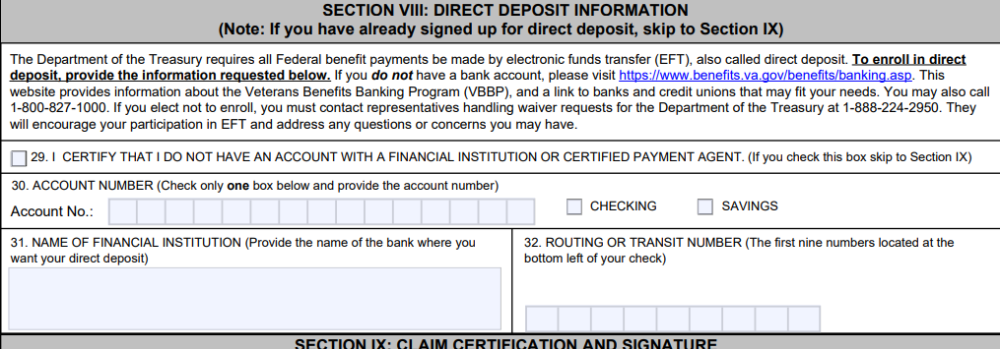 SECTION VIII: DIRECT DEPOSIT INFORMATION
(Note: If you have already signed up for direct deposit, skip to Section IX)
The Department of the Treasury requires all Federal benefit payments be made by electronic funds transfer (EFT), also called direct deposit. To enroll in direct
deposit, provide the information requested below. If you do not have a bank account, please visit https://www.benefits.va.gov/benefits/banking.asp. This
website provides information about the Veterans Benefits Banking Program (VBBP), and a link to banks and credit unions that may fit your needs. You may also call
1-800-827-1000. If you elect not to enroll, you must contact representatives handling waiver requests for the Department of the Treasury at 1-888-224-2950. They
will encourage your participation in EFT and address any questions or concerns you may have.
29. I CERTIFY THAT I DO NOT HAVE AN ACCOUNT WITH A FINANCIAL INSTITUTION OR CERTIFIED PAYMENT AGENT. (If you check this box skip to Section IX)
30. ACCOUNT NUMBER (Check only one box below and provide the account number)
Account No.: CHECKING SAVINGS
31. NAME OF FINANCIAL INSTITUTION (Provide the name of the bank where you
want your direct deposit)
32. ROUTING OR TRANSIT NUMBER (The first nine numbers located at the
bottom left of your check)
SECTION IX: CLAIM CERTIFICATION AND SIGNATURE